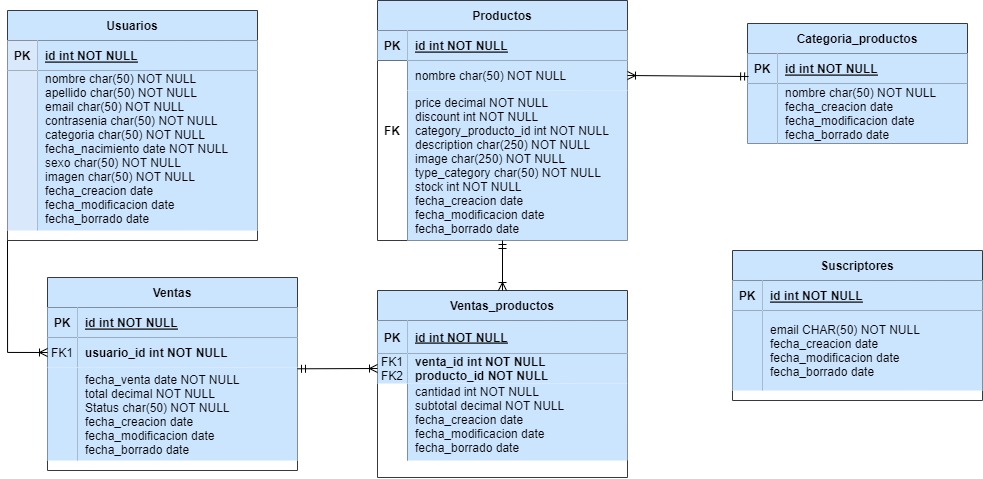 Usuarios
PK
id int NOT NULL
nombre char(50) NOT NULL
apellido char(50) NOT NULL
email char(50) NOT NULL
contrasenia char(50) NOT NULL
categoria char(50) NOT NULL
fecha_nacimiento date NOT NULL
sexo char(50) NOT NULL
imagen char(50) NOT NULL
fecha_creacion date
fecha_modificacion date
fecha_borrado date
Productos
PK
id int NOT NULL
nombre char(50) NOT NULL
price decimal NOT NULL
discount int NOT NULL
FK
category_producto_id int NOT NULL
description char(250) NOT NULL
image char(250) NOT NULL
type_category char(50) NOT NULL
stock int NOT NULL
fecha_creacion date
fecha_modificacion date
fecha_borrado date
Categoria_productos
PK
id int NOT NULL
nombre char(50) NOT NULL
fecha_creacion date
fecha_modificacion date
fecha_borrado date
Ventas
PK
id int NOT NULL
FK1
usuario_id int NOT NULL
fecha_venta date NOT NULL
total decimal NOT NULL
Status char(50) NOT NULL
fecha_creacion date
fecha_modificacion date
fecha_borrado date
Ventas_productos
PK
id int NOT NULL
FK1
venta_id int NOT NULL
FK2
producto_id NOT NULL
cantidad int NOT NULL
subtotal decimal NOT NULL
fecha_creacion date
fecha_modificacion date
fecha_borrado date
Suscriptores
PK
id int NOT NULL
email CHAR(50) NOT NULL
fecha_creacion date
fecha_modificacion date
fecha_borrado date